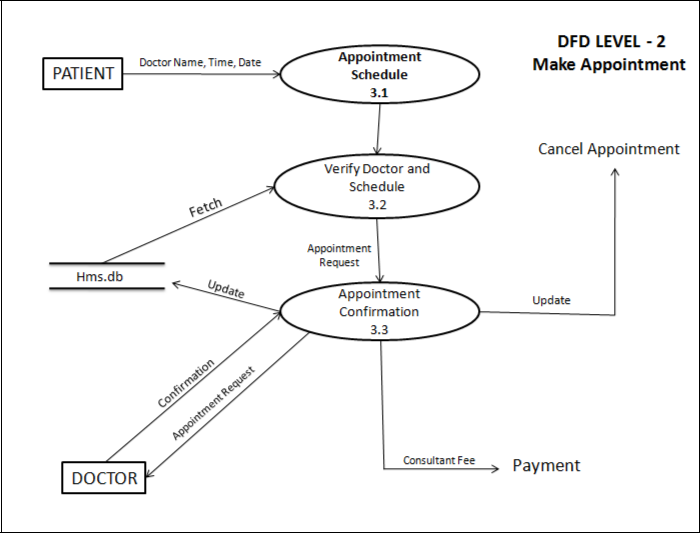 DFD LEVEL - 2
Make Appointment
PATIENT
Doctor Name, Time, Date
Appointment
Schedule
3.1
Cancel Appointment
Verify Doctor and
Schedule
3.2
Fetch
Appointment
Request
Hms.db
Update
Appointment
Confirmation
3.3
Update
Confirmation
Appointment Request
DOCTOR
Consultant Fee
Payment